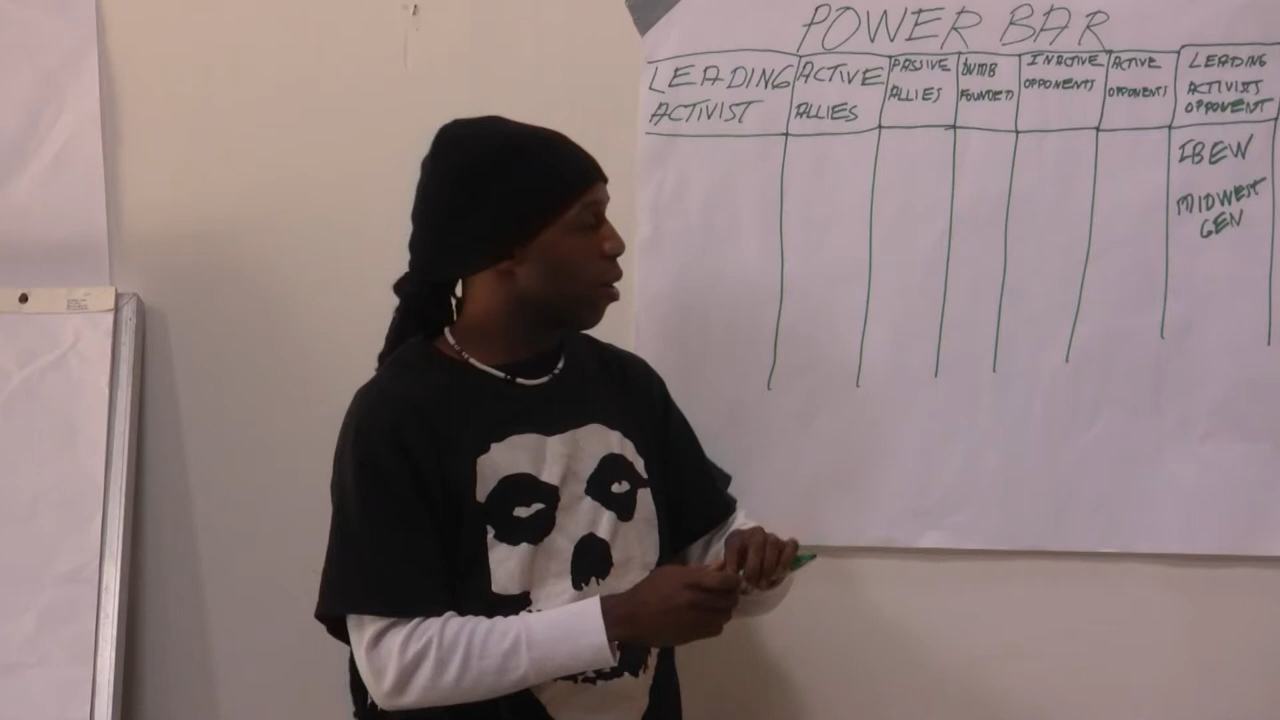 POWER BAR
LEADING
ACTIVIST
ACTIVE
ALLIES
PASSIVE
ALLIES
DUMB
FOUNDED
INACTIVE
OPPONENTS
ACTIVE
OPPONENTS
LEADING
ACTIVISTS
OPPONENT
IBEW
MIDWEST
GEN